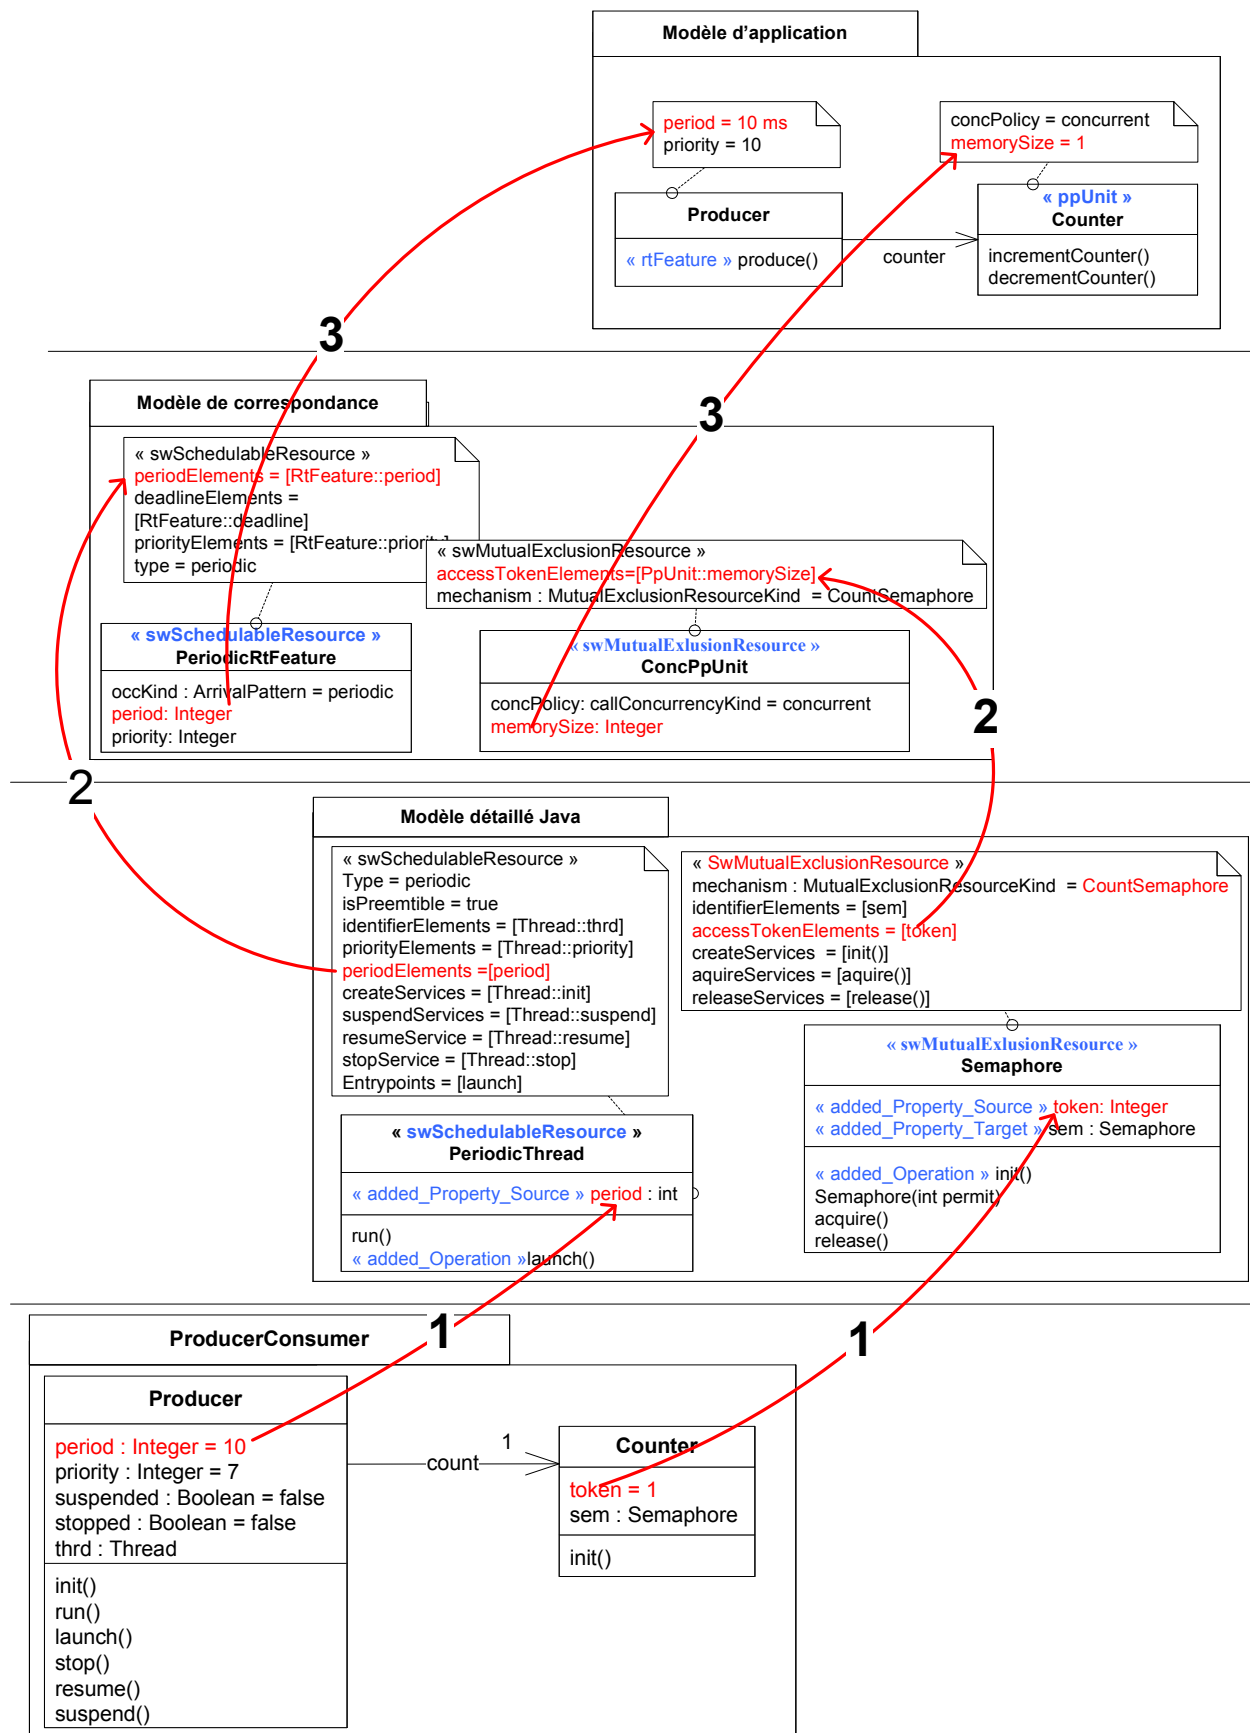 Modèle d'application
period = 10 ms
priority = 10
concPolicy = concurrent
memorySize = 1
Producer
« rtFeature » produce()
counter
« ppUnit »
Counter
incrementCounter()
decrementCounter()
3
3
Modèle de correspondance
« swSchedulableResource »
periodElements = [RtFeature::period]
deadlineElements =
[RtFeature::deadline]
priorityElements = [RtFeature::priority]
type = periodic
« swMutualExclusionResource »
accessTokenElements=[PpUnit::memorySize]
mechanism : MutualExclusionResourceKind = CountSemaphore
« swSchedulableResource »
PeriodicRtFeature
occKind : ArrivalPattern = periodic
period: Integer
priority: Integer
« swMutualExlusionResource »
ConcPpUnit
concPolicy: callConcurrencyKind = concurrent
memorySize: Integer
2
2
Modèle détaillé Java
« swSchedulableResource »
Type = periodic
isPreemtible = true
identifierElements = [Thread::thrd]
priorityElements = [Thread::priority]
periodElements =[period]
createServices = [Thread::init]
suspendServices = [Thread::suspend]
resumeService = [Thread::resume]
stopService = [Thread::stop]
Entrypoints = [launch]
« SwMutualExclusionResource »
mechanism : MutualExclusionResourceKind = CountSemaphore
identifierElements = [sem]
accessTokenElements = [token]
createServices = [init()]
aquireServices = [aquire()]
releaseServices = [release()]
« swSchedulableResource »
PeriodicThread
« added_Property_Source » period : int
run()
« added_Operation »launch()
« swMutualExlusionResource »
Semaphore
« added_Property_Source » token: Integer
« added_Property_Target » sem : Semaphore
« added_Operation » init()
Semaphore(int permit)
acquire()
release()
1
1
ProducerConsumer
Producer
period : Integer = 10
priority : Integer = 7
suspended : Boolean = false
stopped : Boolean = false
thrd : Thread
init()
run()
launch()
stop()
resume()
suspend()
count
1
Counter
token = 1
sem : Semaphore
init()